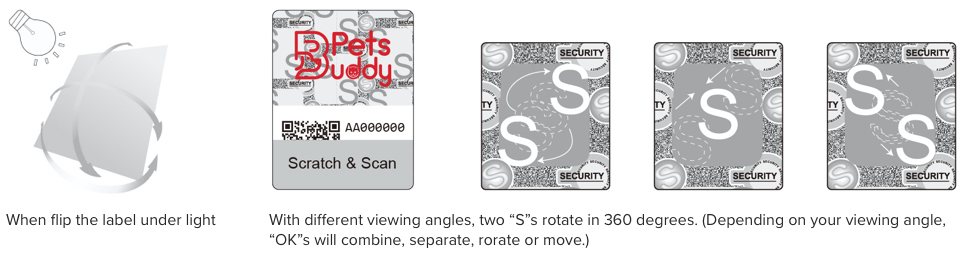 SECURITY
Pets
Buddy
AA000000
Scratch & Scan
S
S
SECURITY
SECURITY
S
SECURITY
SECURITY
S
S
SECURITY
SECURITY
When flip the label under light
With different viewing angles, two “S”s rotate in 360 degrees. (Depending on your viewing angle,
“OK”s will combine, separate, rorate or move.)